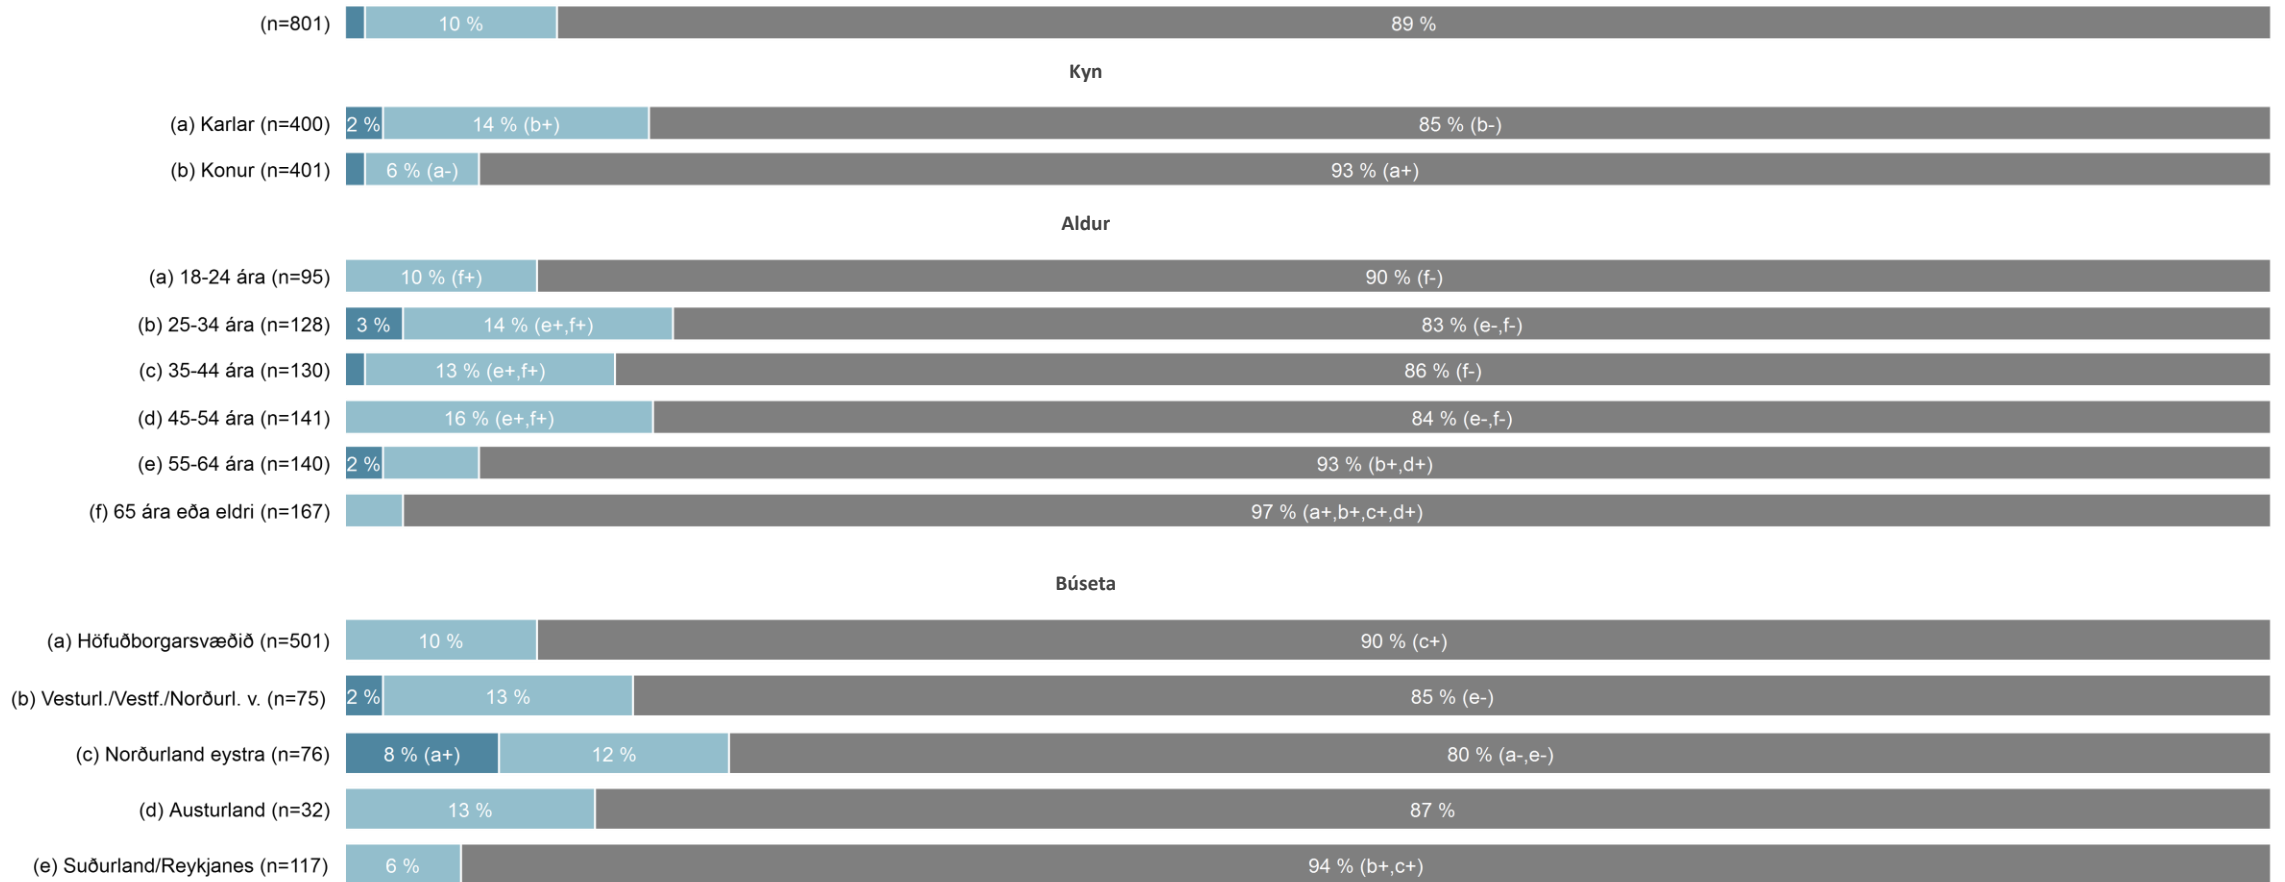 (n=801) 10 % 89 %
Kyn
(a) Karlar (n=400) 2 % 14 % (b+) 85 % (b-)
(b) Konur (n=401) 6 % (a-) 93 % (a+)
Aldur
(a) 18-24 ára (n=95) 10 % (f+) 90 % (f-)
(b) 25-34 ára (n=128) 3 % 14 % (e+,f+) 83 % (e-,f-)
(c) 35-44 ára (n=130) 13 % (e+,f+) 86 % (f-)
(d) 45-54 ára (n=141) 16 % (e+,f+) 84 % (e-,f-)
(e) 55-64 ára (n=140) 2 % 93 % (b+,d+)
(f) 65 ára eða eldri (n=167) 97 % (a+,b+,c+,d+)
Búseta
(a) Höfuðborgarsvæðið (n=501) 10 % 90 % (c+)
(b) Vesturl./Vestf./Norðurl. v. (n=75) 2 % 13 % 85 % (e-)
(c) Norðurland eystra (n=76) 8 % (a+) 12 % 80 % (a-,e-)
(d) Austurland (n=32) 13 % 87 %
(e) Suðurland/Reykjanes (n=117) 6 % 94 % (b+,c+)